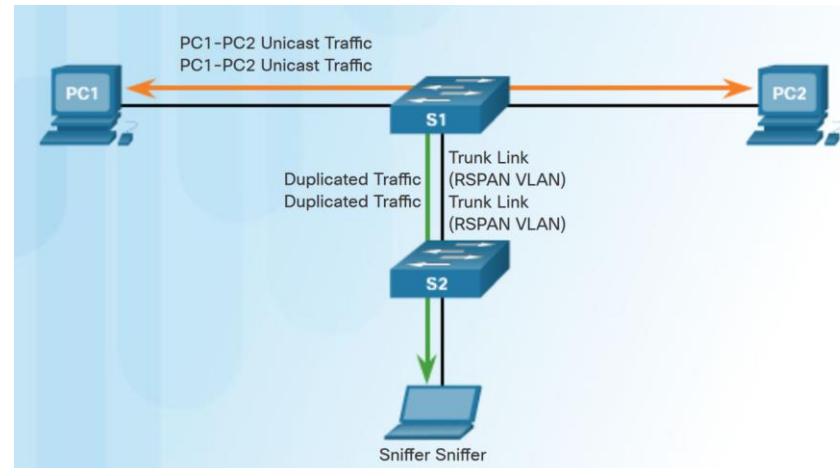 PC1-PC2 Unicast Traffic
PC1-PC2 Unicast Traffic
PC1
PC2
S1
Duplicated Traffic
Duplicated Traffic
Trunk Link
(RSPAN VLAN)
Trunk Link
(RSPAN VLAN)
S2
Sniffer Sniffer